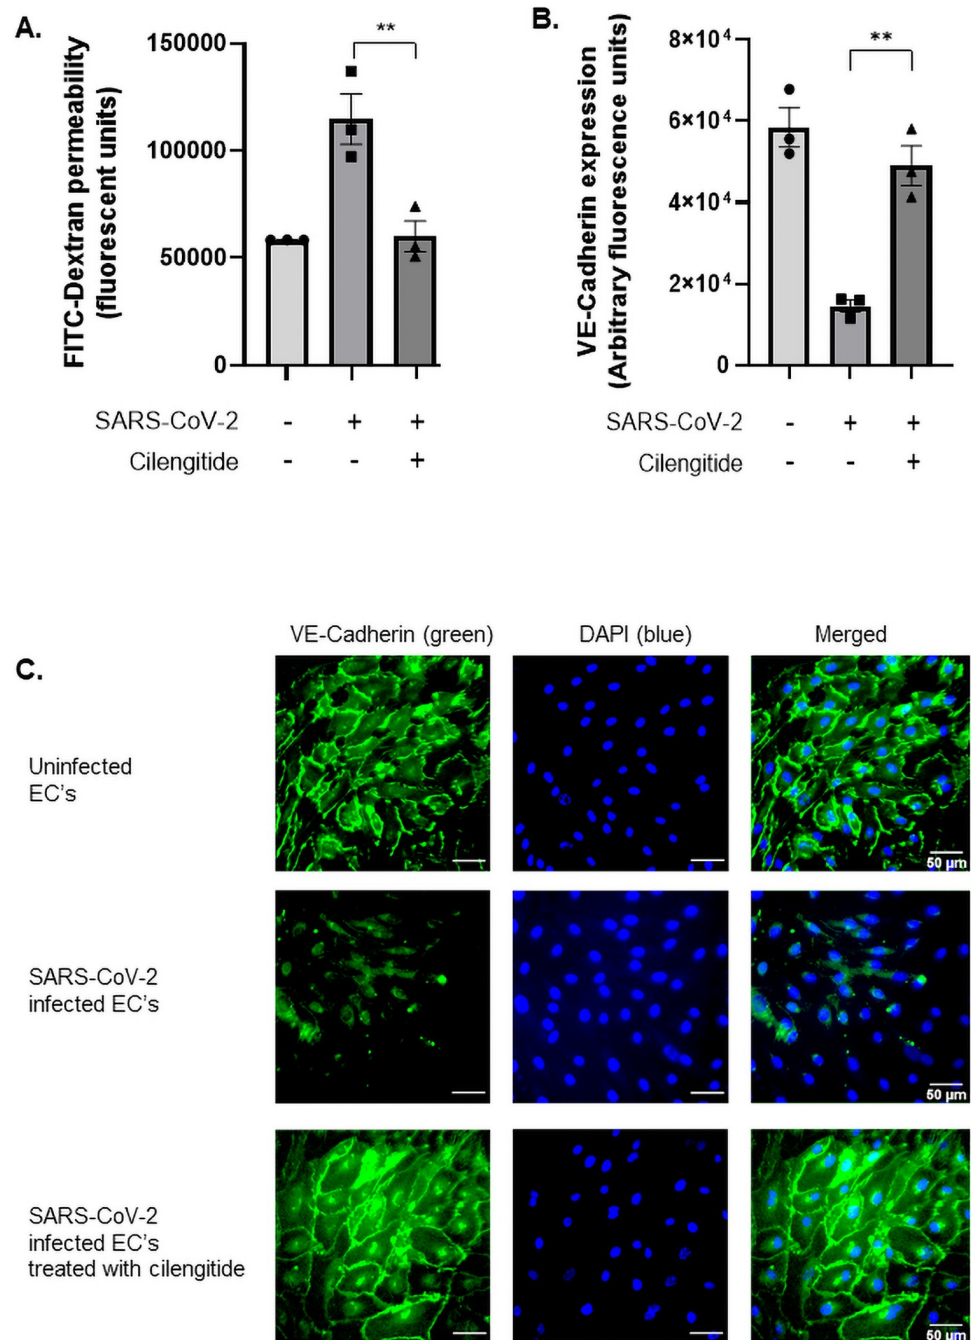 A.
FITC-Dextran permeability
(fluorescent units)
150000
100000
50000
0
**
SARS-CoV-2 - + +
Cilengitide - - +
B.
VE-Cadherin expression
(Arbitrary fluorescence units)
8×10⁴
6×10⁴
4×10⁴
2×10⁴
0
**
SARS-CoV-2 - + +
Cilengitide - - +
C.
VE-Cadherin (green) DAPI (blue) Merged
Uninfected
EC's
50 µm
SARS-CoV-2
infected EC's
50 µm
SARS-CoV-2
infected EC's
treated with cilengitide
50 µm